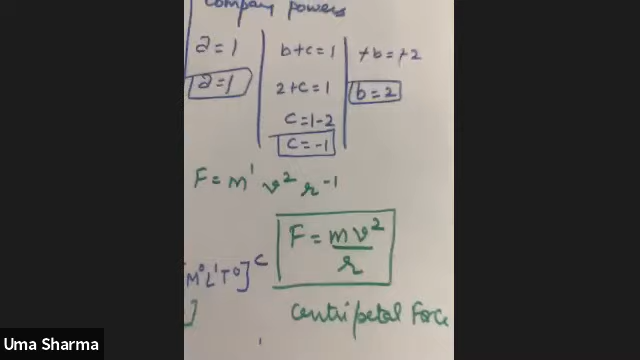 company powers
a=1 | b+c=1 | +b=+2
a=1 | 2+c=1 | b=2
c=1-2
c=-1
F=m¹ v² r⁻¹
F = mv²/r
[M⁰L¹T⁰]ᶜ
]
Centripetal Force
Uma Sharma